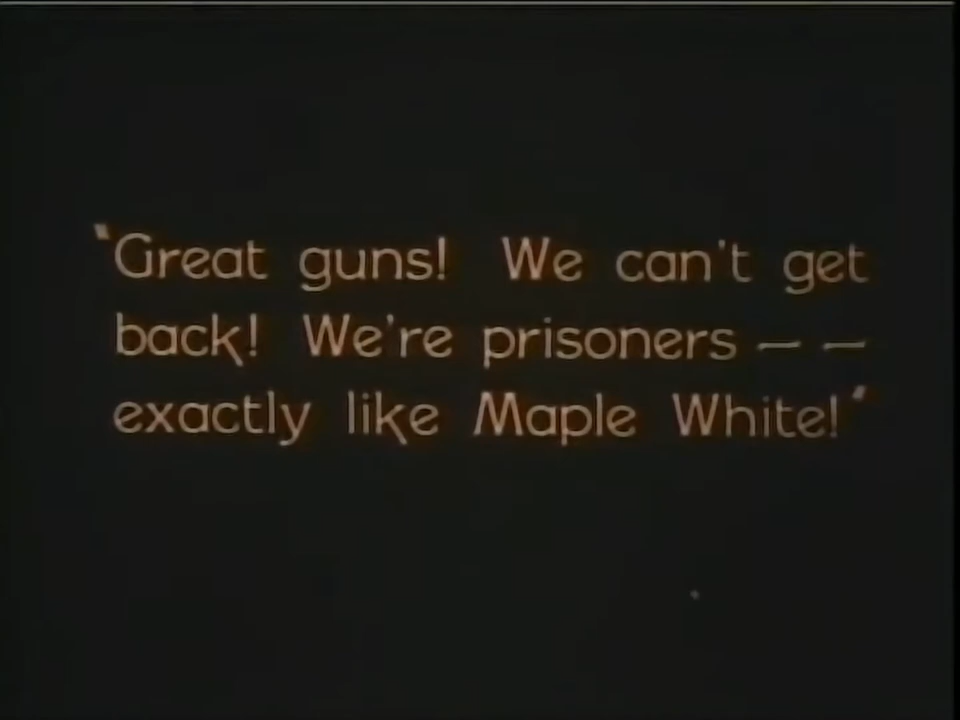 "Great guns! We can't get
back! We're prisoners — —
exactly like Maple White!"